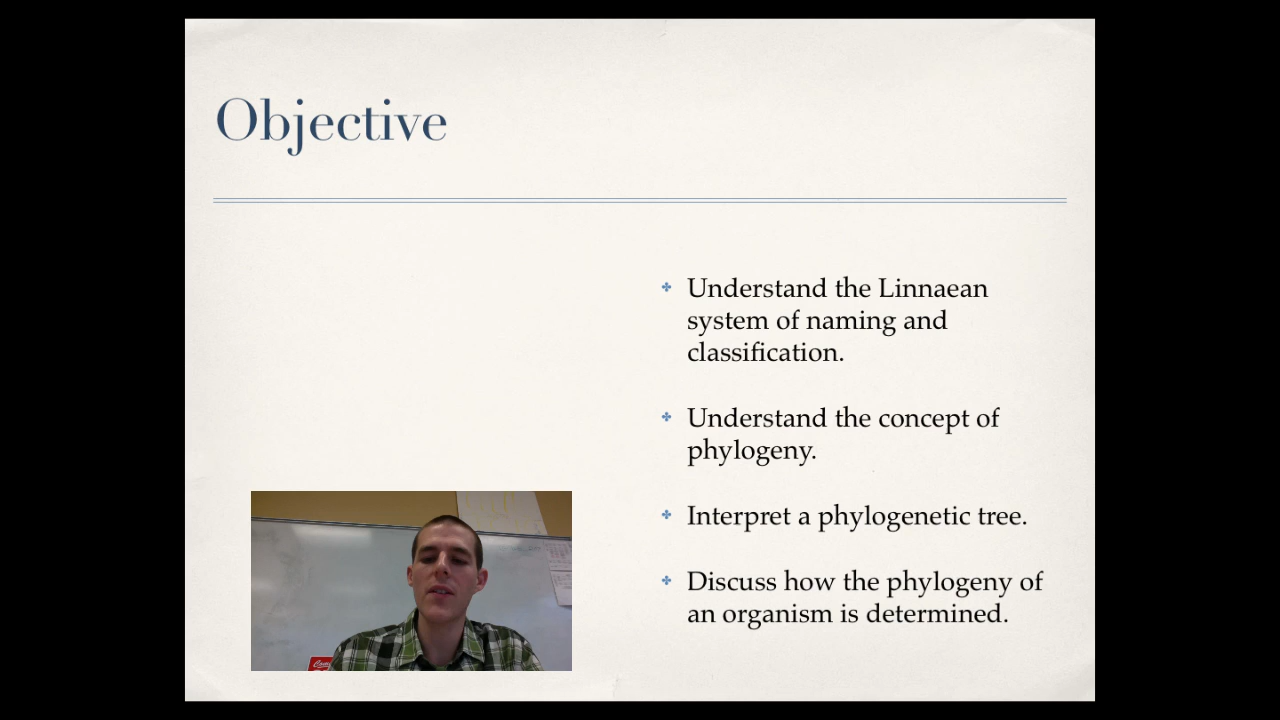 Objective
Understand the Linnaean
system of naming and
classification.
Understand the concept of
phylogeny.
Interpret a phylogenetic tree.
Discuss how the phylogeny of
an organism is determined.